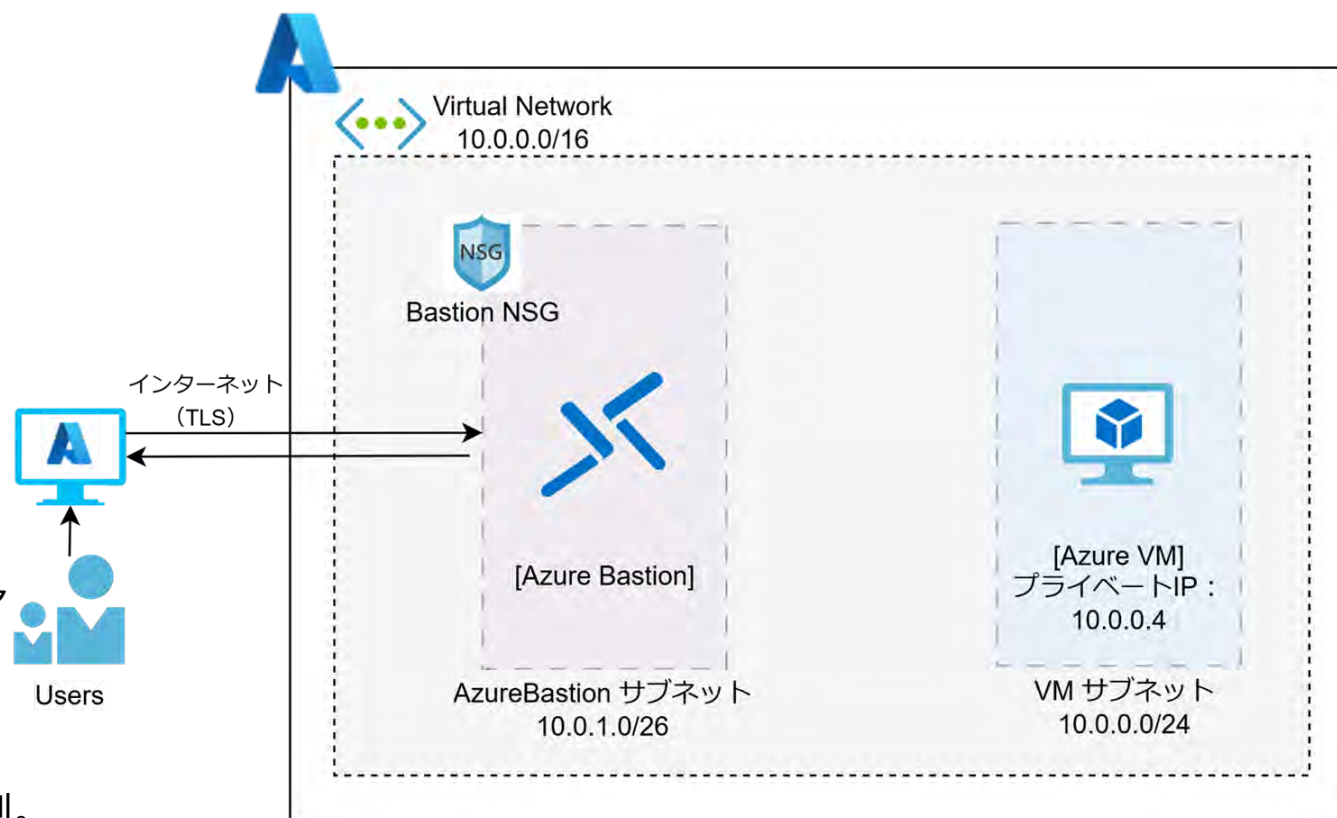 Virtual Network
10.0.0.0/16
NSG
Bastion NSG
インターネット
（TLS）
[Azure Bastion]
[Azure VM]
プライベートIP：
10.0.0.4
Users
AzureBastion サブネット
10.0.1.0/26
VM サブネット
10.0.0.0/24